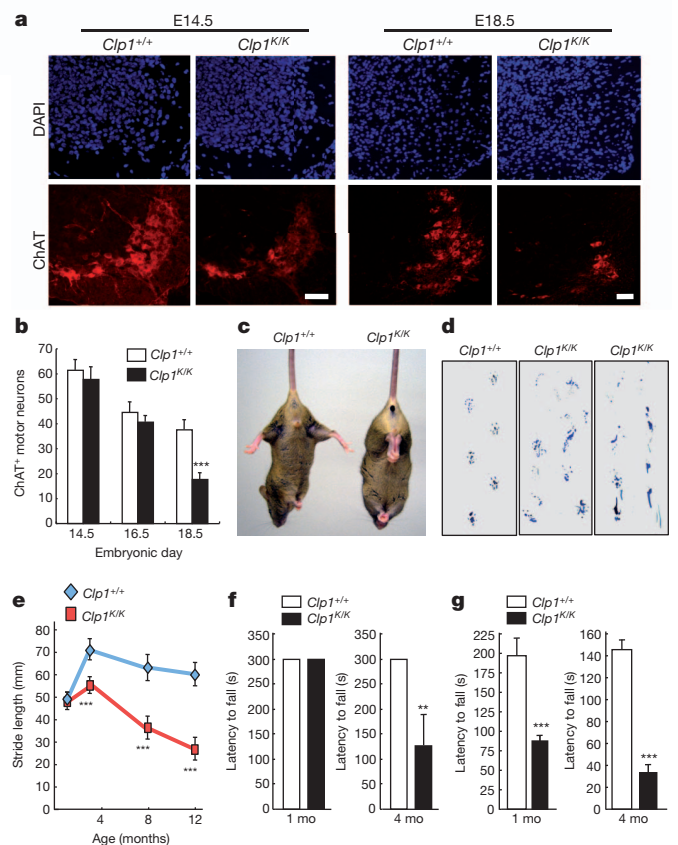 a
E14.5 E18.5
Clp1+/+ Clp1K/K Clp1+/+ Clp1K/K
DAPI
ChAT
b
Clp1+/+
Clp1K/K
ChAT+ motor neurons
70
60
50
40
30
20
10
0
***
14.5 16.5 18.5
Embryonic day
c
Clp1+/+ Clp1K/K
d
Clp1+/+ Clp1K/K Clp1K/K
e
Clp1+/+
Clp1K/K
Stride length (mm)
80
70
60
50
40
30
20
10
0
***
***
***
4 8 12
Age (months)
f
Clp1+/+
Clp1K/K
Latency to fall (s)
350
300
250
200
150
100
50
0
1 mo
Latency to fall (s)
350
300
250
200
150
100
50
0
**
4 mo
g
Clp1+/+
Clp1K/K
Latency to fall (s)
225
200
175
150
125
100
75
50
25
0
***
1 mo
Latency to fall (s)
160
140
120
100
80
60
40
20
0
***
4 mo